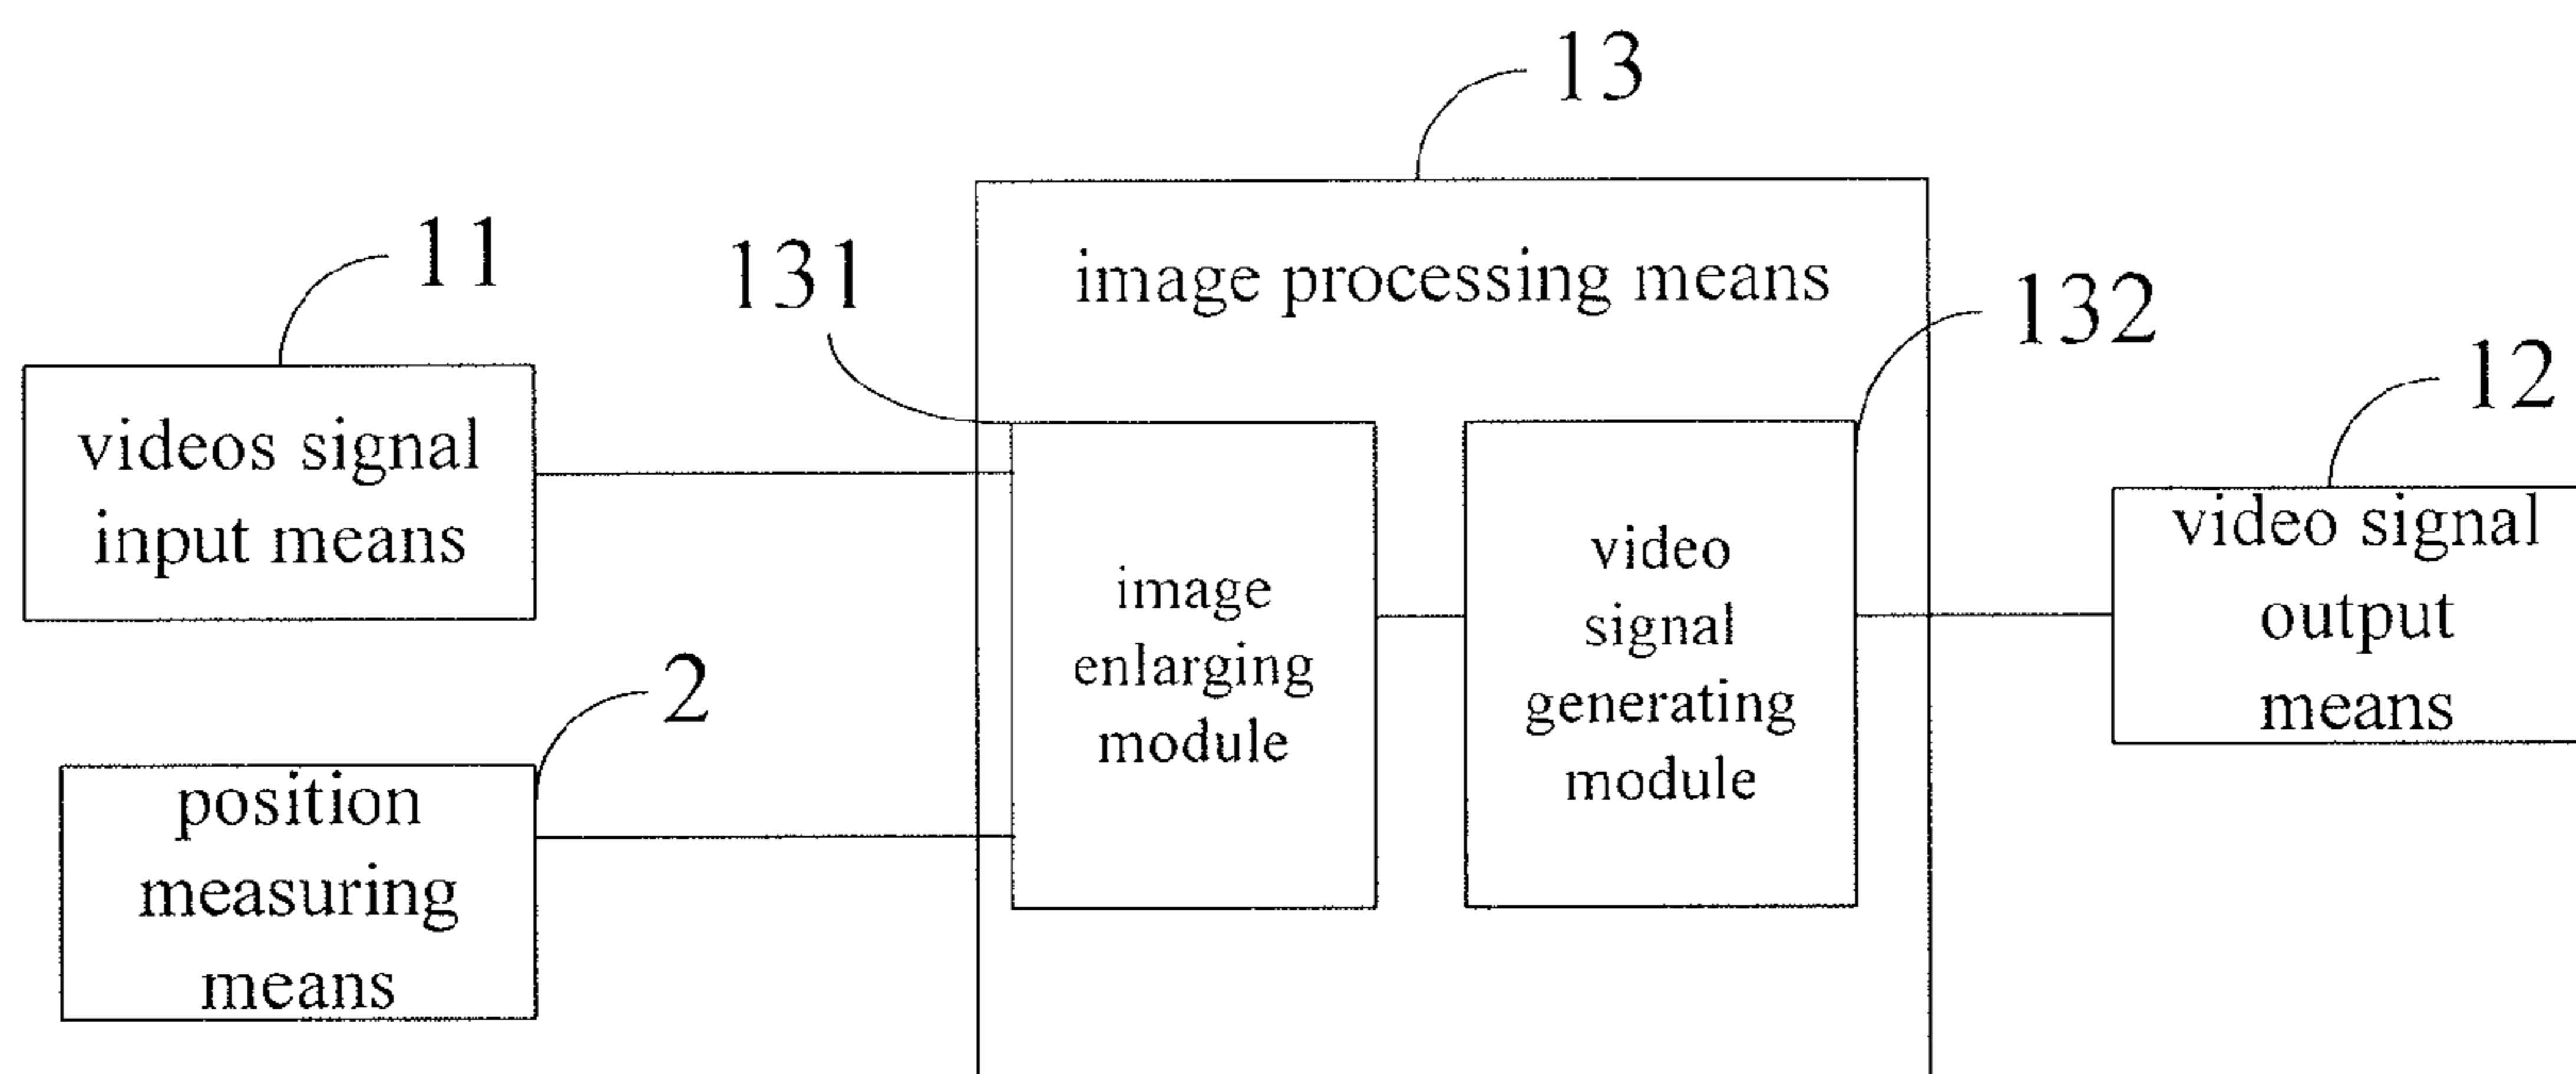 13
11
131
image processing means
132
12
videos signal
input means
video signal
output
means
image
enlarging
module
video
signal
generating
module
2
position
measuring
means